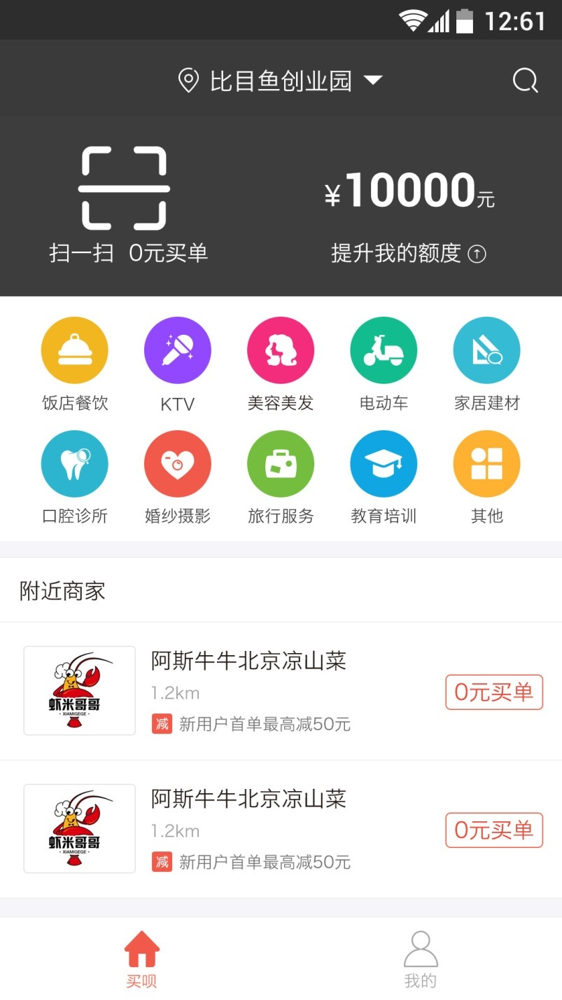 12:61
比目鱼创业园
¥10000元
扫一扫 0元买单
提升我的额度
饭店餐饮 KTV 美容美发 电动车 家居建材
口腔诊所 婚纱摄影 旅行服务 教育培训 其他
附近商家
虾米哥哥
·XIAMIGEGE·
阿斯牛牛北京凉山菜
1.2km
减 新用户首单最高减50元
0元买单
虾米哥哥
·XIAMIGEGE·
阿斯牛牛北京凉山菜
1.2km
减 新用户首单最高减50元
0元买单
买呗 我的